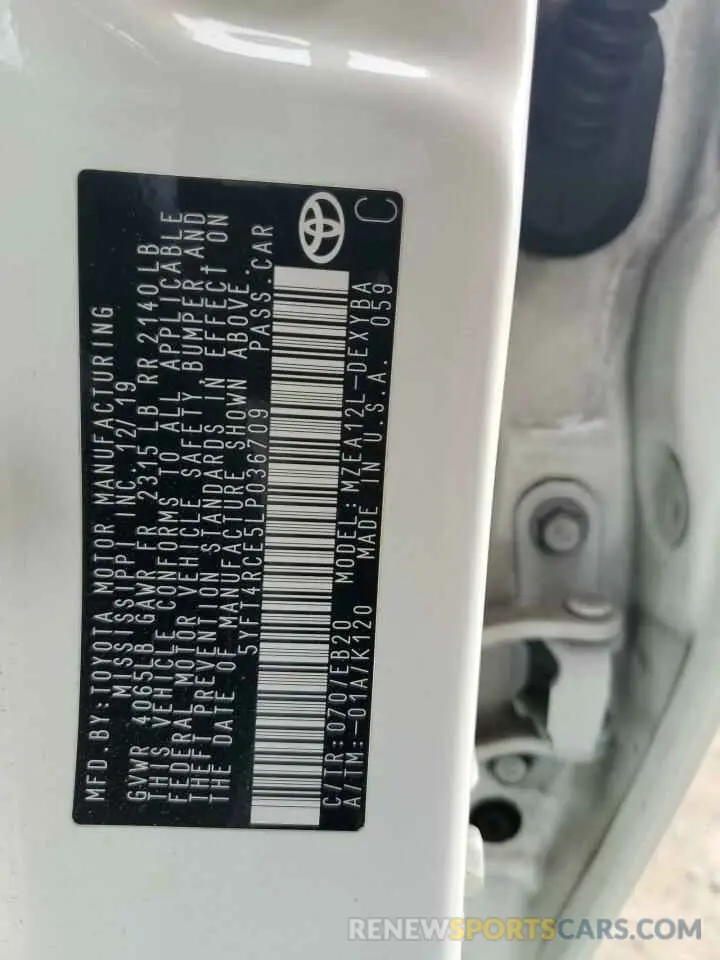 MFD.BY:TOYOTA MOTOR MANUFACTURING
MISSISSIPPI INC. 12/19
GVWR 4065LB GAWR FR 2315 LB RR 2140LB
THIS VEHICLE CONFORMS TO ALL APPLICABLE
FEDERAL MOTOR VEHICLE SAFETY, BUMPER AND
THEFT PREVENTION STANDARDS IN EFFECT ON
THE DATE OF MANUFACTURE SHOWN ABOVE.
5YFT4RCE5LP036709 PASS.CAR
C/TR:070/EB20 MODEL:MZEA12L-DEXYBA
A/TM:-01A/K120 MADE IN U.S.A. 059
C
RENEWSPORTSCARS.COM